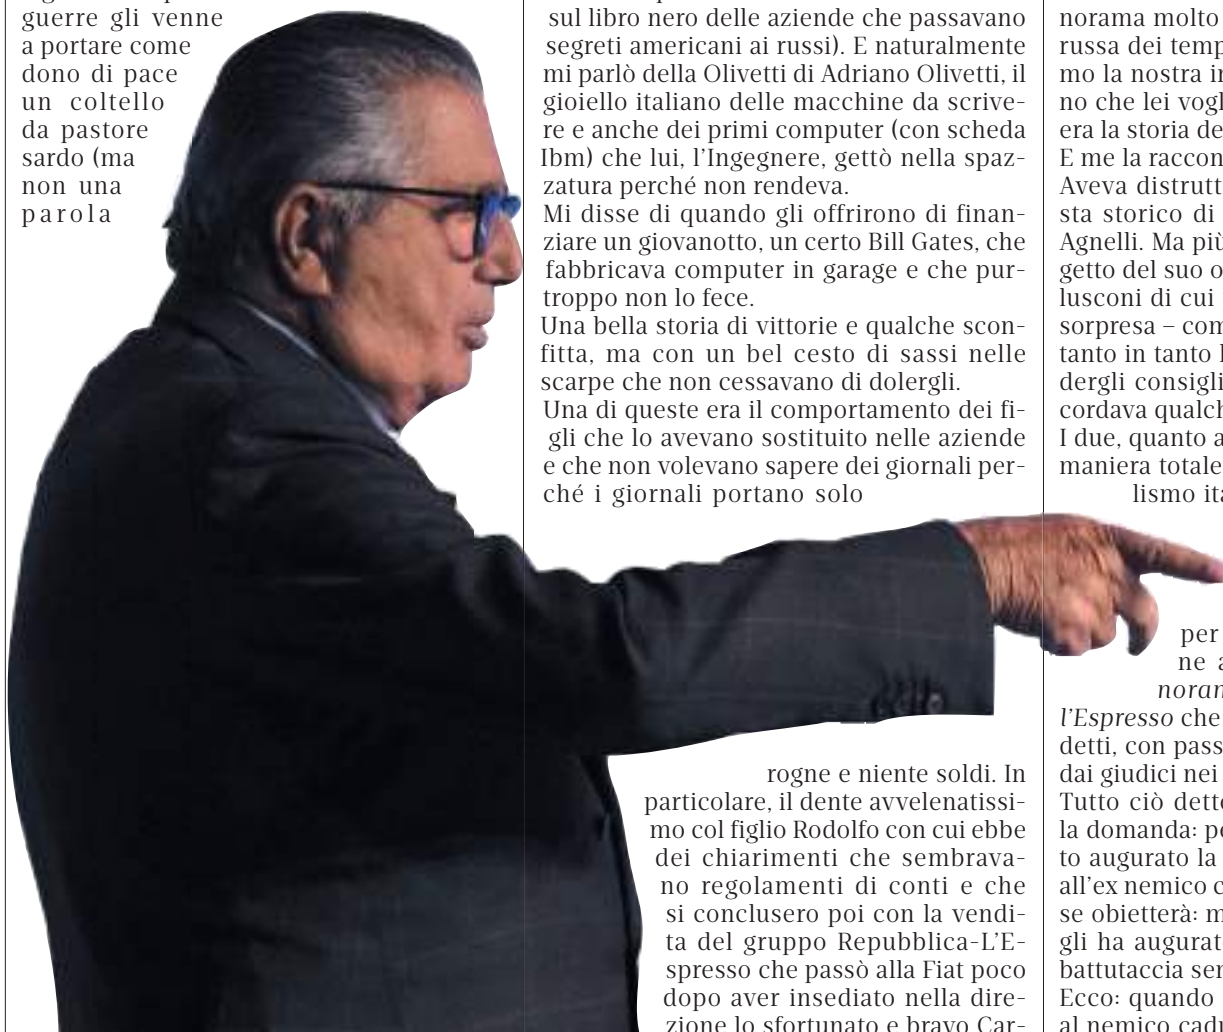 guerre gli venne
a portare come
dono di pace
un coltello
da pastore
sardo (ma
non una
parola
sul libro nero delle aziende che passavano
segreti americani ai russi). E naturalmente
mi parlò della Olivetti di Adriano Olivetti, il
gioiello italiano delle macchine da scrive-
re e anche dei primi computer (con scheda
Ibm) che lui, l'Ingegnere, gettò nella spaz-
zatura perché non rendeva.
Mi disse di quando gli offrirono di finan-
ziare un giovanotto, un certo Bill Gates, che
fabbricava computer in garage e che pur-
troppo non lo fece.
Una bella storia di vittorie e qualche scon-
fitta, ma con un bel cesto di sassi nelle
scarpe che non cessavano di dolergli.
Una di queste era il comportamento dei fi-
gli che lo avevano sostituito nelle aziende
e che non volevano sapere dei giornali per-
ché i giornali portano solo
rogne e niente soldi. In
particolare, il dente avvelenatissi-
mo col figlio Rodolfo con cui ebbe
dei chiarimenti che sembrava-
no regolamenti di conti e che
si conclusero poi con la vendi-
ta del gruppo Repubblica-L'E-
spresso che passò alla Fiat poco
dopo aver insediato nella dire-
zione lo sfortunato e bravo Car-
norama molto
russa dei temp
mo la nostra in
no che lei vogl
era la storia de
E me la raccon
Aveva distrutt
sta storico di
Agnelli. Ma più
getto del suo o
lusconi di cui
sorpresa – com
tanto in tanto l
dergli consigli
cordava qualch
I due, quanto a
maniera totale
lismo ita
per
ne a
noran
l'Espresso che
detti, con pass
dai giudici nei
Tutto ciò detto
la domanda: pe
to augurato la
all'ex nemico c
se obietterà: m
gli ha augurat
battutaccia ser
Ecco: quando
al nemico cadu